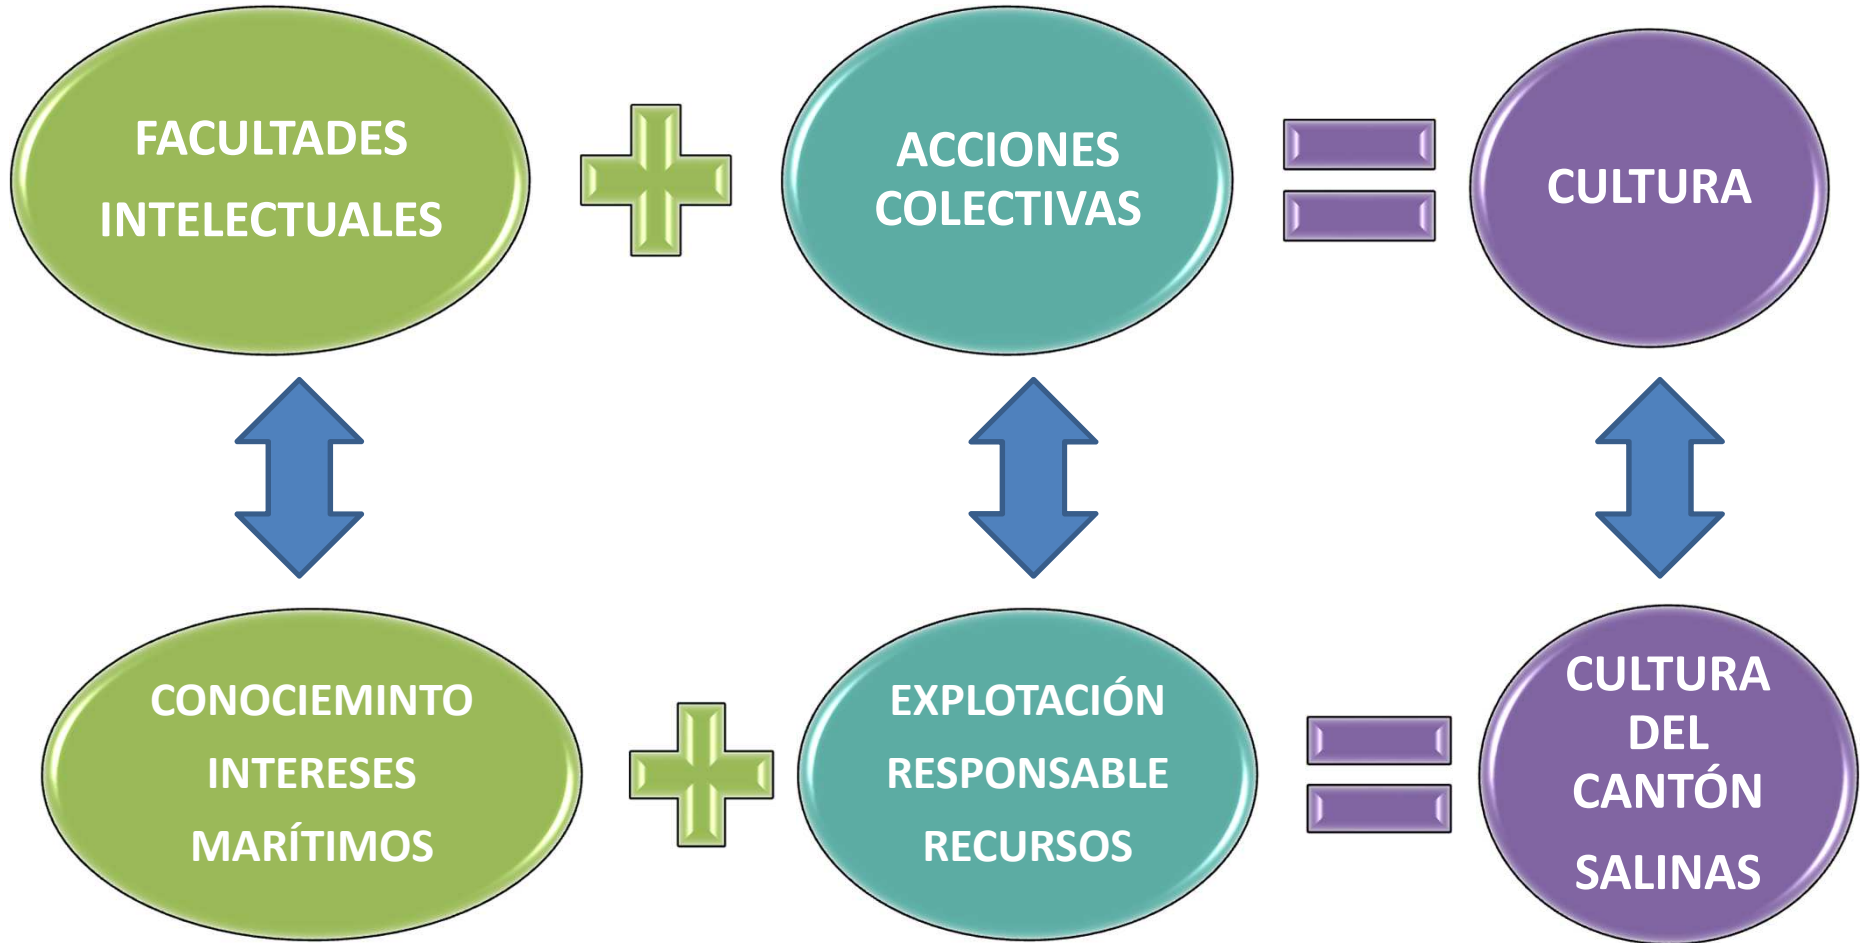 FACULTADES
INTELECTUALES
ACCIONES
COLECTIVAS
CULTURA
CONOCIEMINTO
INTERESES
MARÍTIMOS
EXPLOTACIÓN
RESPONSABLE
RECURSOS
CULTURA
DEL
CANTÓN
SALINAS